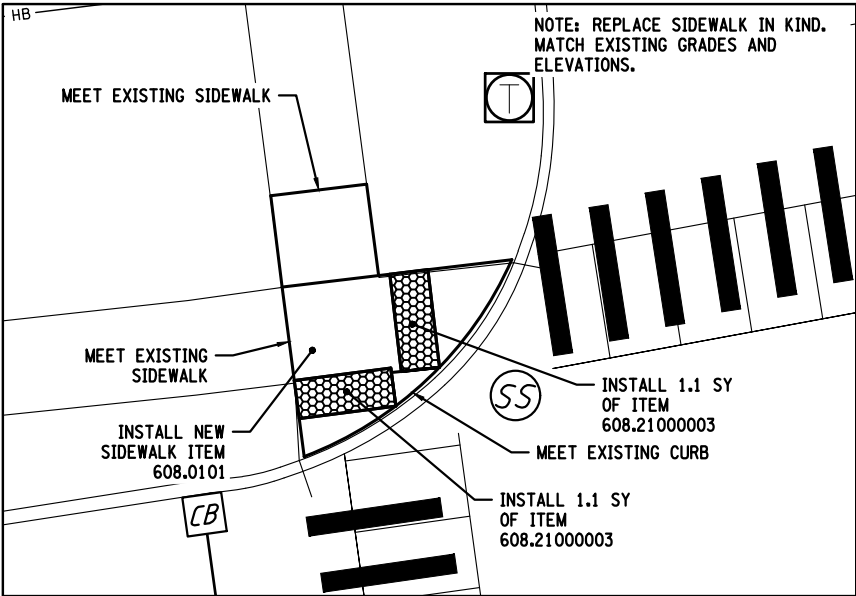 HB
NOTE: REPLACE SIDEWALK IN KIND.
MATCH EXISTING GRADES AND
ELEVATIONS.
MEET EXISTING SIDEWALK
T
MEET EXISTING
SIDEWALK
INSTALL NEW
SIDEWALK ITEM
608.0101
SS
INSTALL 1.1 SY
OF ITEM
608.21000003
MEET EXISTING CURB
INSTALL 1.1 SY
OF ITEM
608.21000003
CB